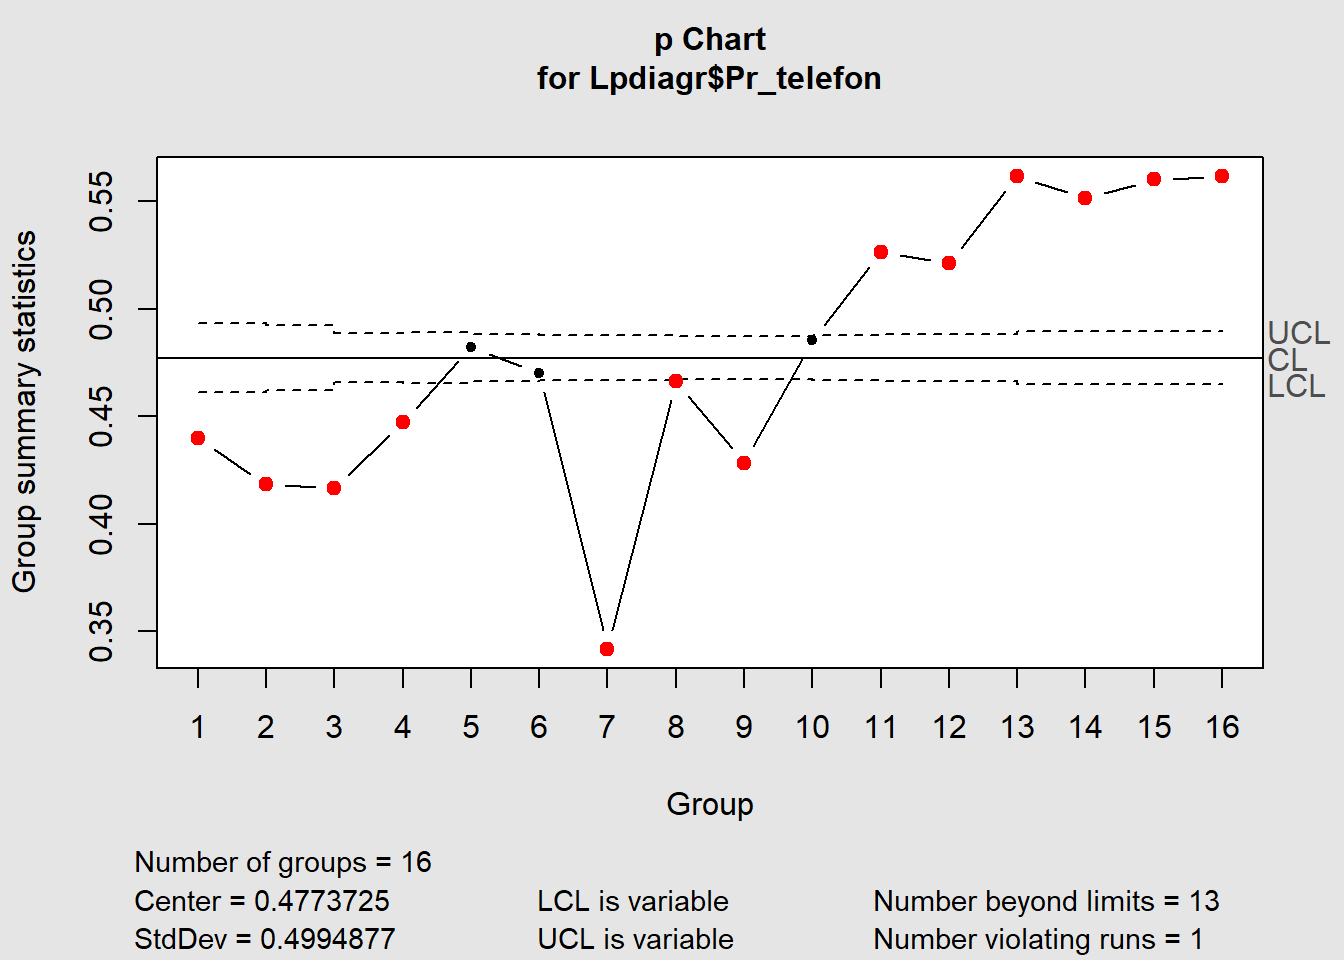 p Chart
for Lpdiagr$Pr_telefon
Group summary statistics
0.55
0.50
0.45
0.40
0.35
UCL
CL
LCL
1 2 3 4 5 6 7 8 9 10 11 12 13 14 15 16
Group
Number of groups = 16
Center = 0.4773725 LCL is variable Number beyond limits = 13
StdDev = 0.4994877 UCL is variable Number violating runs = 1